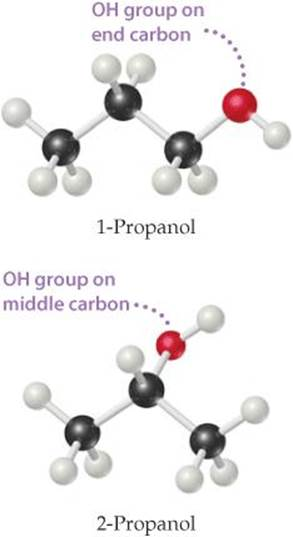 OH group on
end carbon
1-Propanol
OH group on
middle carbon
2-Propanol